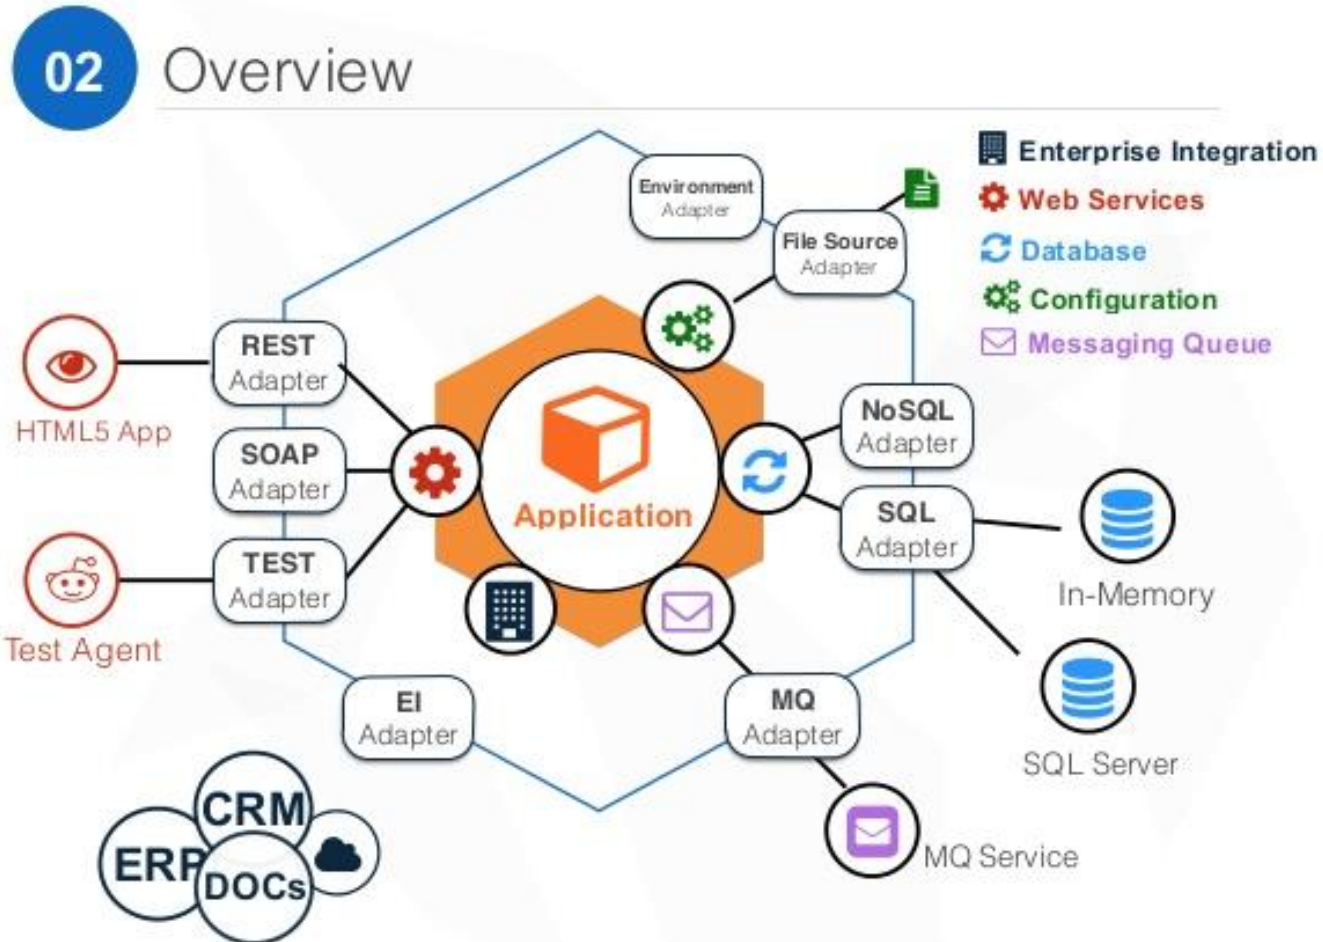 02
Overview
Enterprise Integration
Web Services
Database
Configuration
Messaging Queue
Environment
Adapter
File Source
Adapter
REST
Adapter
HTML5 App
SOAP
Adapter
TEST
Adapter
Test Agent
Application
NoSQL
Adapter
SQL
Adapter
In-Memory
SQL Server
EI
Adapter
MQ
Adapter
MQ Service
CRM
ERP
DOCs